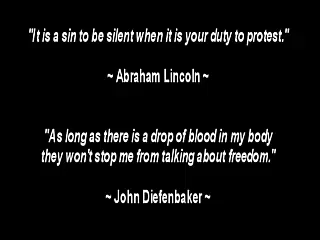 "It is a sin to be silent when it is your duty to protest."
~ Abraham Lincoln ~
"As long as there is a drop of blood in my body
they won't stop me from talking about freedom."
~ John Diefenbaker ~